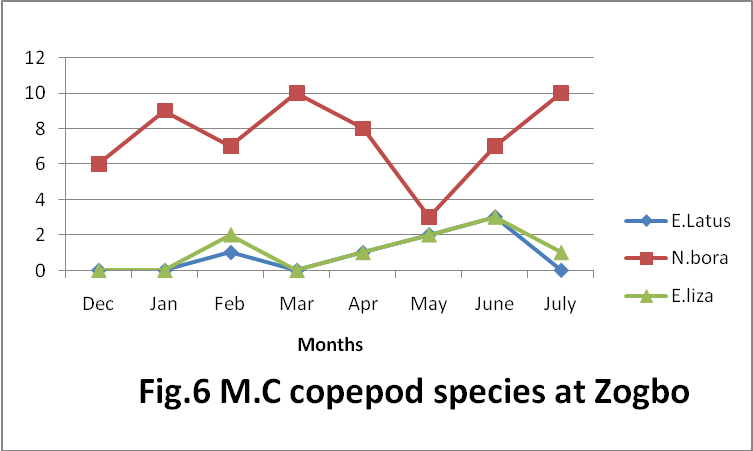 12
10
8
6
4
2
0
Dec Jan Feb Mar Apr May June July
Months
E.Latus
N.bora
E.liza
Fig.6 M.C copepod species at Zogbo